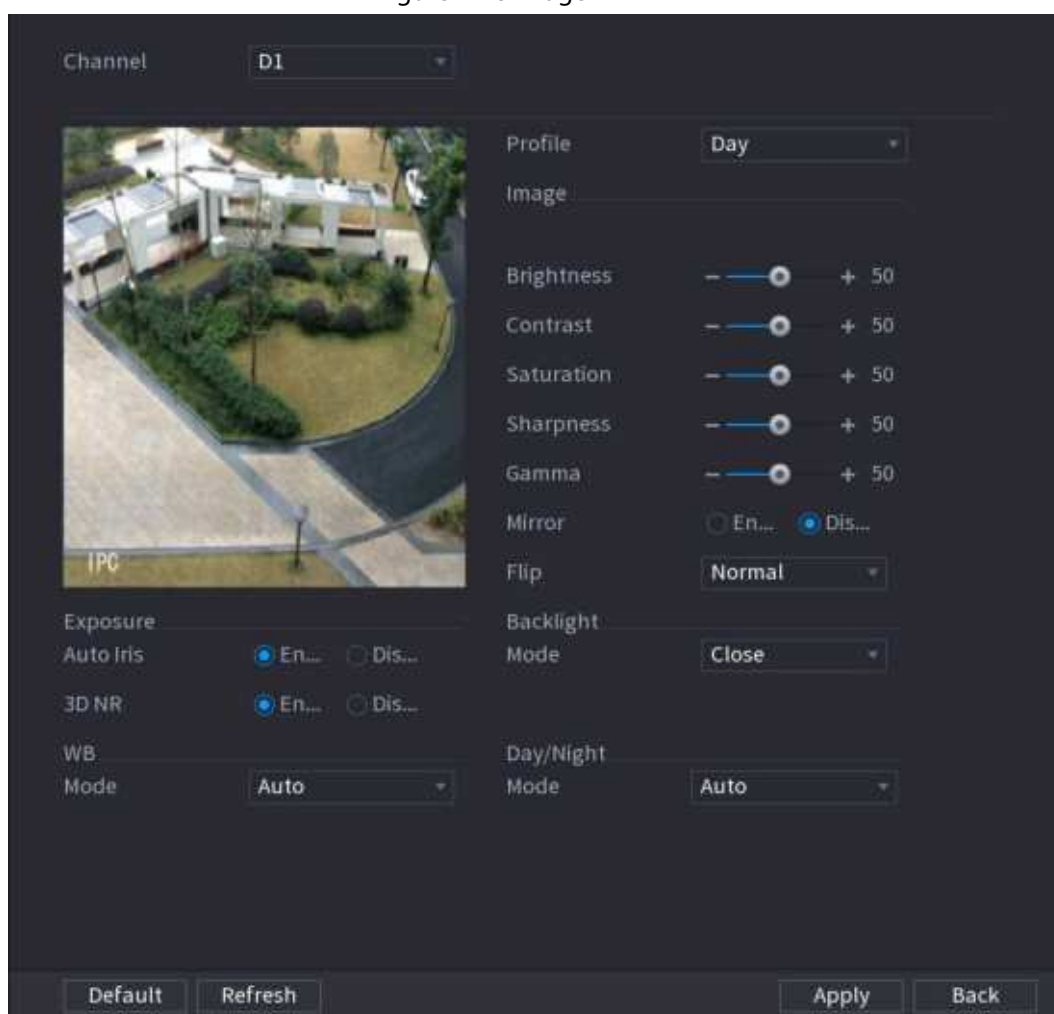 Channel D1
Profile Day
Image
Brightness - + 50
Contrast - + 50
Saturation - + 50
Sharpness - + 50
Gamma - + 50
Mirror En... Dis...
IPC
Flip Normal
Exposure
Auto Iris En... Dis...
3D NR En... Dis...
Backlight
Mode Close
WB
Mode Auto
Day/Night
Mode Auto
Default Refresh Apply Back